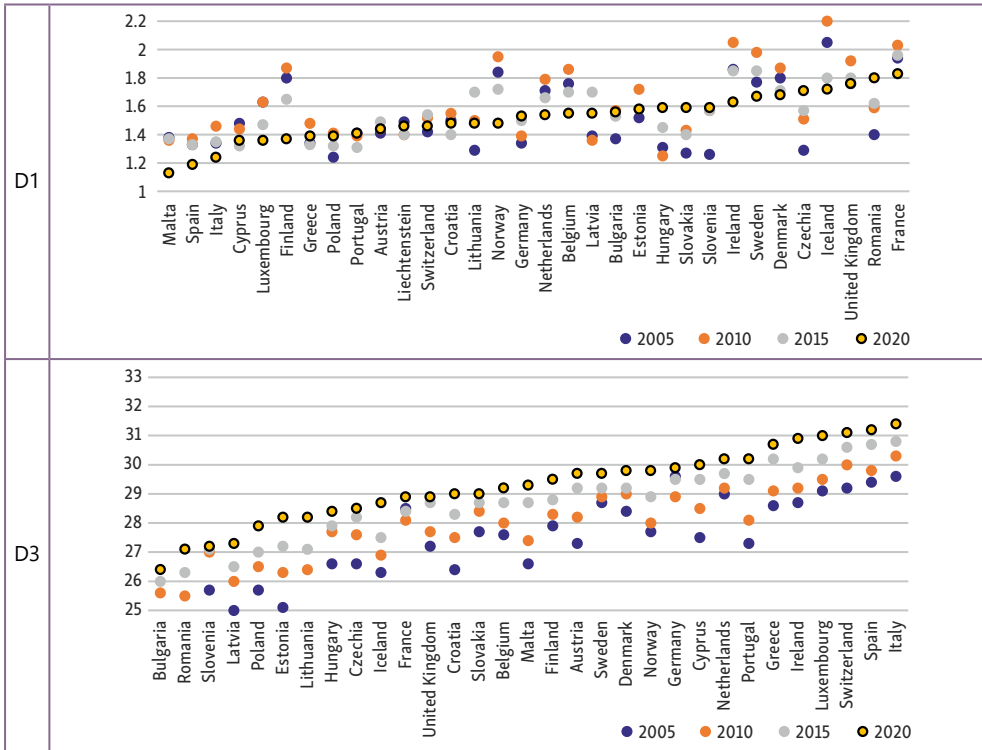 D1
2.2
2
1.8
1.6
1.4
1.2
1
Malta
Spain
Italy
Cyprus
Luxembourg
Finland
Greece
Poland
Portugal
Austria
Liechtenstein
Switzerland
Croatia
Lithuania
Norway
Germany
Netherlands
Belgium
Latvia
Bulgaria
Estonia
Hungary
Slovakia
Slovenia
Ireland
Sweden
Denmark
Czechia
Iceland
United Kingdom
Romania
France
2005 2010 2015 2020
D3
33
32
31
30
29
28
27
26
25
Bulgaria
Romania
Slovenia
Latvia
Poland
Estonia
Lithuania
Hungary
Czechia
Iceland
France
United Kingdom
Croatia
Slovakia
Belgium
Malta
Finland
Austria
Sweden
Denmark
Norway
Germany
Cyprus
Netherlands
Portugal
Greece
Ireland
Luxembourg
Switzerland
Spain
Italy
2005 2010 2015 2020